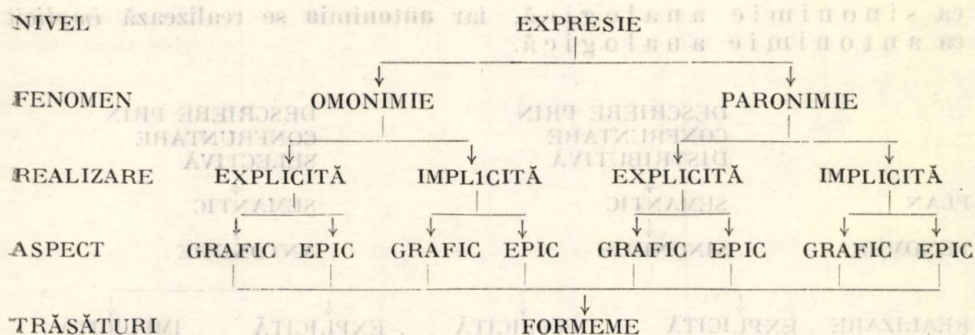 NIVEL EXPRESIE
FENOMEN OMONIMIE PARONIMIE
REALIZARE EXPLICITĂ IMPL1CITĂ EXPLICITĂ IMPLICITĂ
ASPECT GRAFIC EPIC GRAFIC EPIC GRAFIC EPIC GRAFIC EPIC
TRĂSĂTURI FORMEME